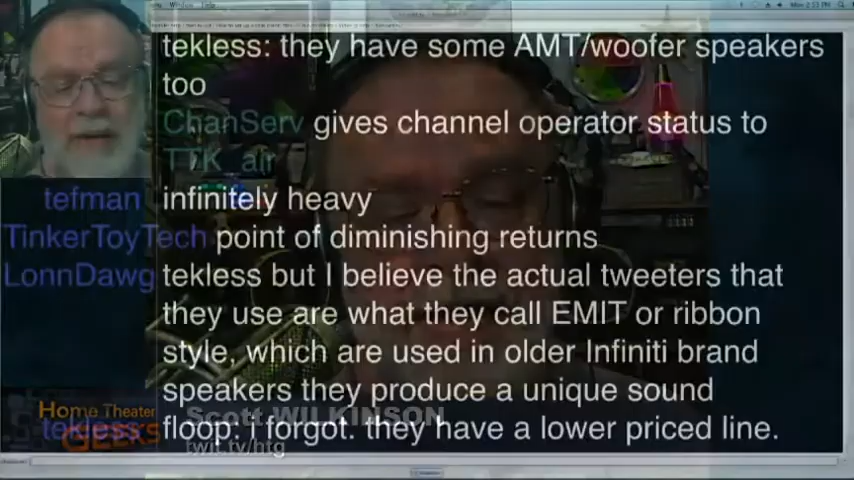 tekless: they have some AMT/woofer speakers
too
ChanServ gives channel operator status to
TTK_air
tefman infinitely heavy
TinkerToyTech point of diminishing returns
LonnDawg tekless but I believe the actual tweeters that
they use are what they call EMIT or ribbon
style, which are used in older Infiniti brand
speakers they produce a unique sound
Home Theater
GEEKS
Scott WILKINSON
tekless floop: i forgot. they have a lower priced line.
twit.tv/htg